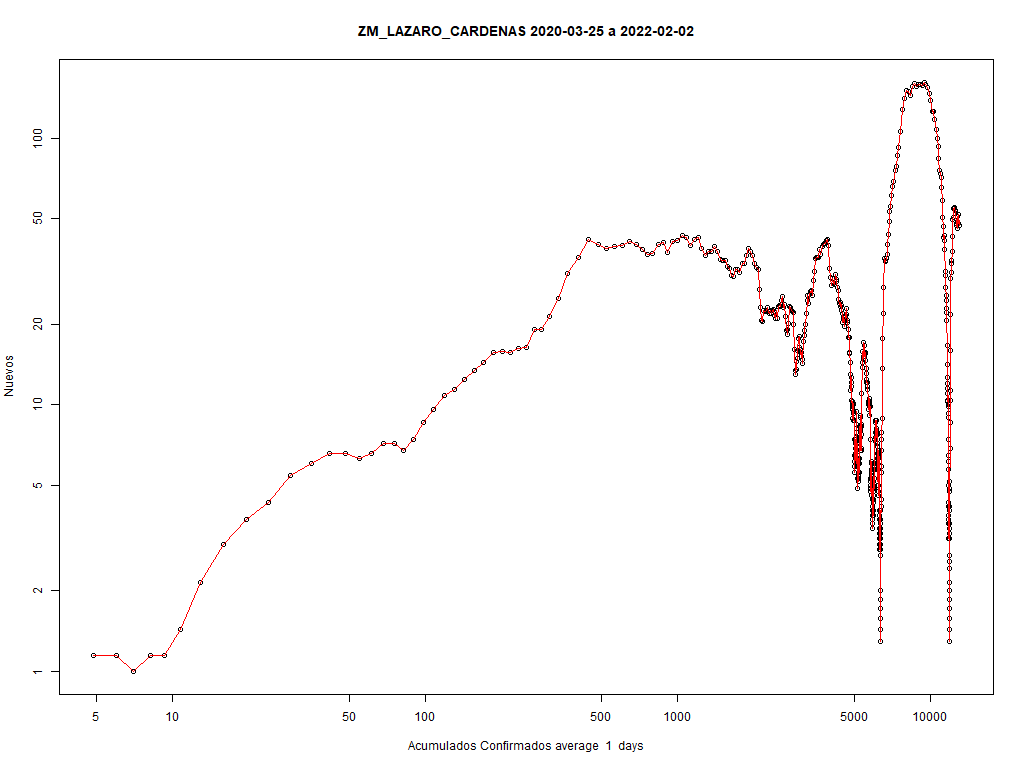 ZM_LAZARO_CARDENAS 2020-03-25 a 2022-02-02
100
50
20
10
5
2
1
Nuevos
5 10 50 100 500 1000 5000 10000
Acumulados Confirmados average 1 days